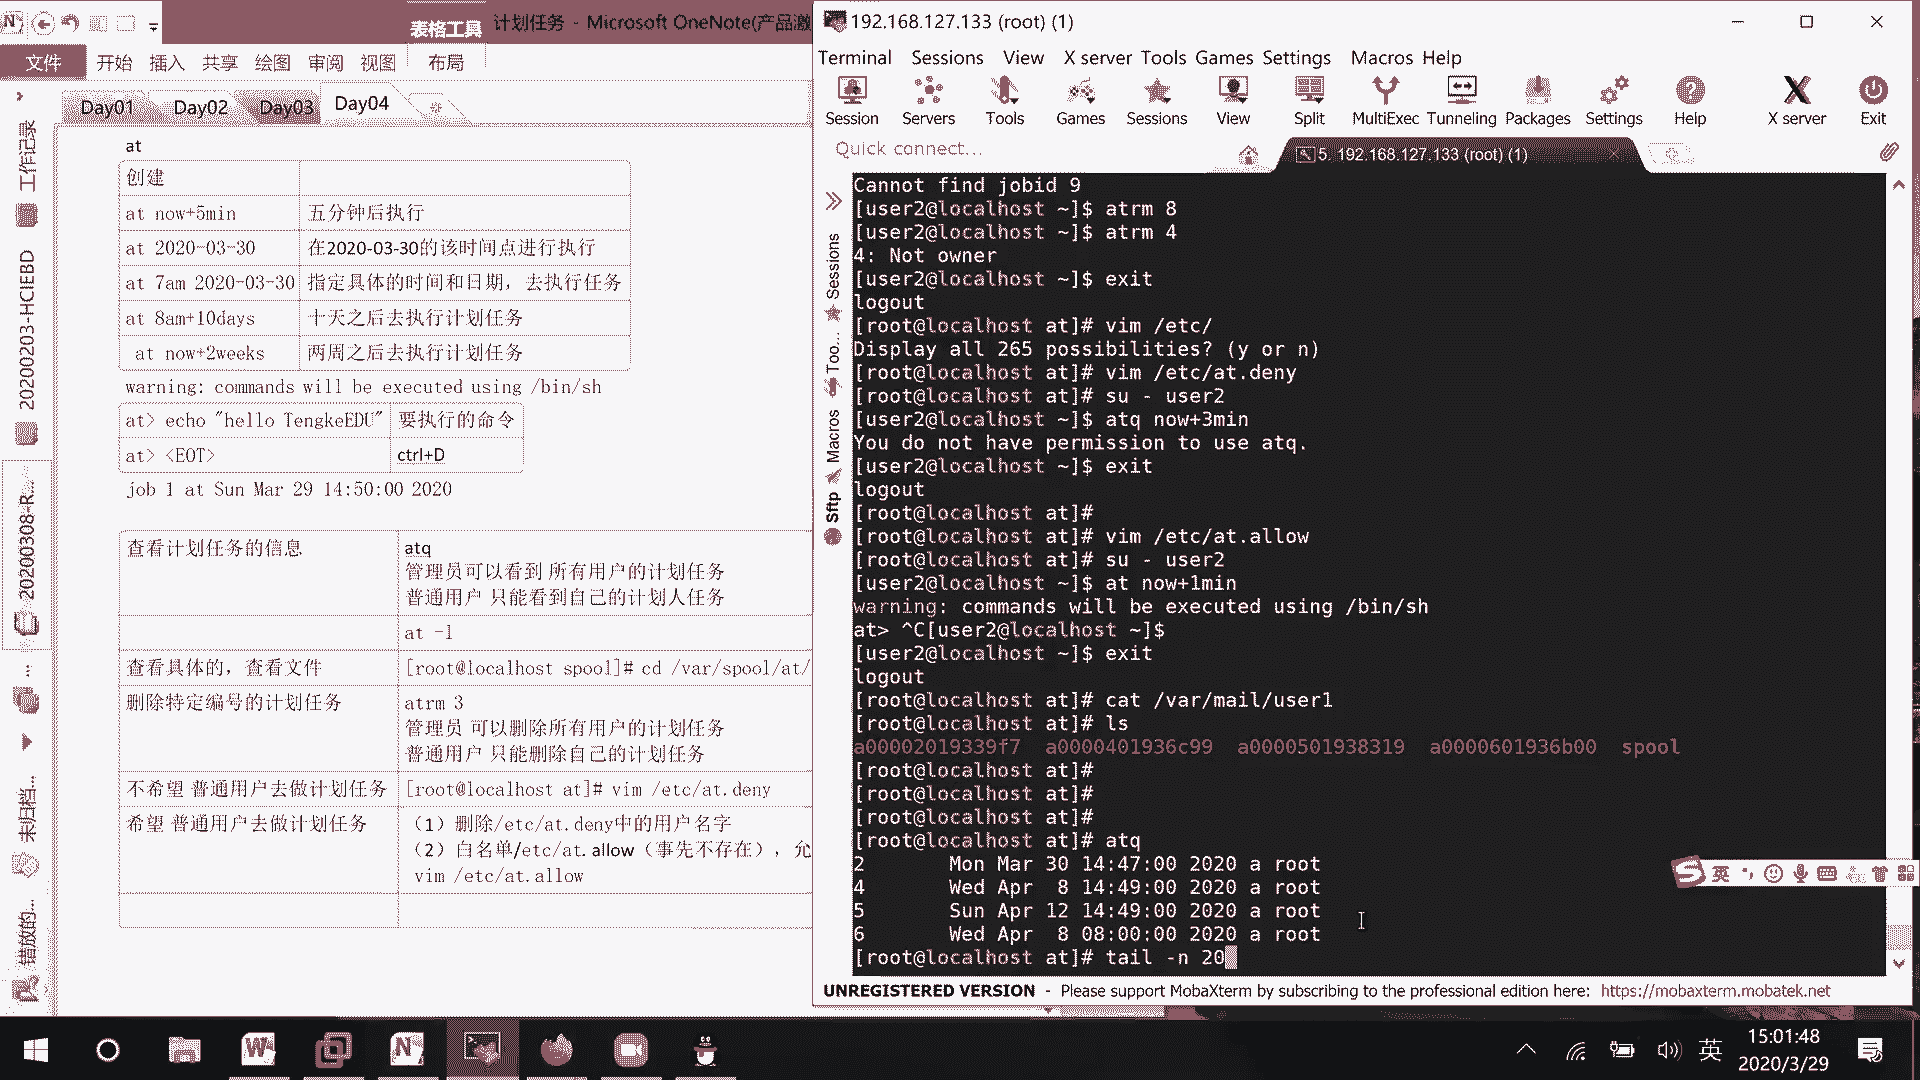 表格工具
计划任务 - Microsoft OneNote(产品激
文件
开始 插入 共享 绘图 审阅 视图 布局
Day01 Day02 Day03 Day04
工作记录
20200203-HCIEBD
20200308-R...
未归档...
错放的...
at
创建
at now+5min 五分钟后执行
at 2020-03-30 在2020-03-30的该时间点进行执行
at 7am 2020-03-30 指定具体的时间和日期，去执行任务
at 8am+10days 十天之后去执行计划任务
at now+2weeks 两周之后去执行计划任务
warning: commands will be executed using /bin/sh
at> echo "hello TengkeEDU" 要执行的命令
at> <EOT> ctrl+D
job 1 at Sun Mar 29 14:50:00 2020
查看计划任务的信息 atq
管理员可以看到 所有用户的计划任务
普通用户 只能看到自己的计划人任务
at -l
查看具体的，查看文件 [root@localhost spool]# cd /var/spool/at/
删除特定编号的计划任务 atrm 3
管理员 可以删除所有用户的计划任务
普通用户 只能删除自己的计划任务
不希望 普通用户去做计划任务 [root@localhost at]# vim /etc/at.deny
希望 普通用户去做计划任务 （1）删除/etc/at.deny中的用户名字
（2）白名单/etc/at. allow（事先不存在），允
vim /etc/at.allow
192.168.127.133 (root) (1)
Terminal Sessions View X server Tools Games Settings Macros Help
Session Servers Tools Games Sessions View Split MultiExec Tunneling Packages Settings Help X server Exit
Quick connect...
5. 192.168.127.133 (root) (1)
Sessions
Too...
Macros
Sftp
Cannot find jobid 9
[user2@localhost ~]$ atrm 8
[user2@localhost ~]$ atrm 4
4: Not owner
[user2@localhost ~]$ exit
logout
[root@localhost at]# vim /etc/
Display all 265 possibilities? (y or n)
[root@localhost at]# vim /etc/at.deny
[root@localhost at]# su - user2
[user2@localhost ~]$ atq now+3min
You do not have permission to use atq.
[user2@localhost ~]$ exit
logout
[root@localhost at]#
[root@localhost at]# vim /etc/at.allow
[root@localhost at]# su - user2
[user2@localhost ~]$ at now+1min
warning: commands will be executed using /bin/sh
at> ^C[user2@localhost ~]$
[user2@localhost ~]$ exit
logout
[root@localhost at]# cat /var/mail/user1
[root@localhost at]# ls
a00002019339f7 a0000401936c99 a0000501938319 a0000601936b00 spool
[root@localhost at]#
[root@localhost at]#
[root@localhost at]#
[root@localhost at]# atq
2 Mon Mar 30 14:47:00 2020 a root
4 Wed Apr 8 14:49:00 2020 a root
5 Sun Apr 12 14:49:00 2020 a root
6 Wed Apr 8 08:00:00 2020 a root
[root@localhost at]# tail -n 20
UNREGISTERED VERSION - Please support MobaXterm by subscribing to the professional edition here: https://mobaxterm.mobatek.net
英
英
15:01:48
2020/3/29